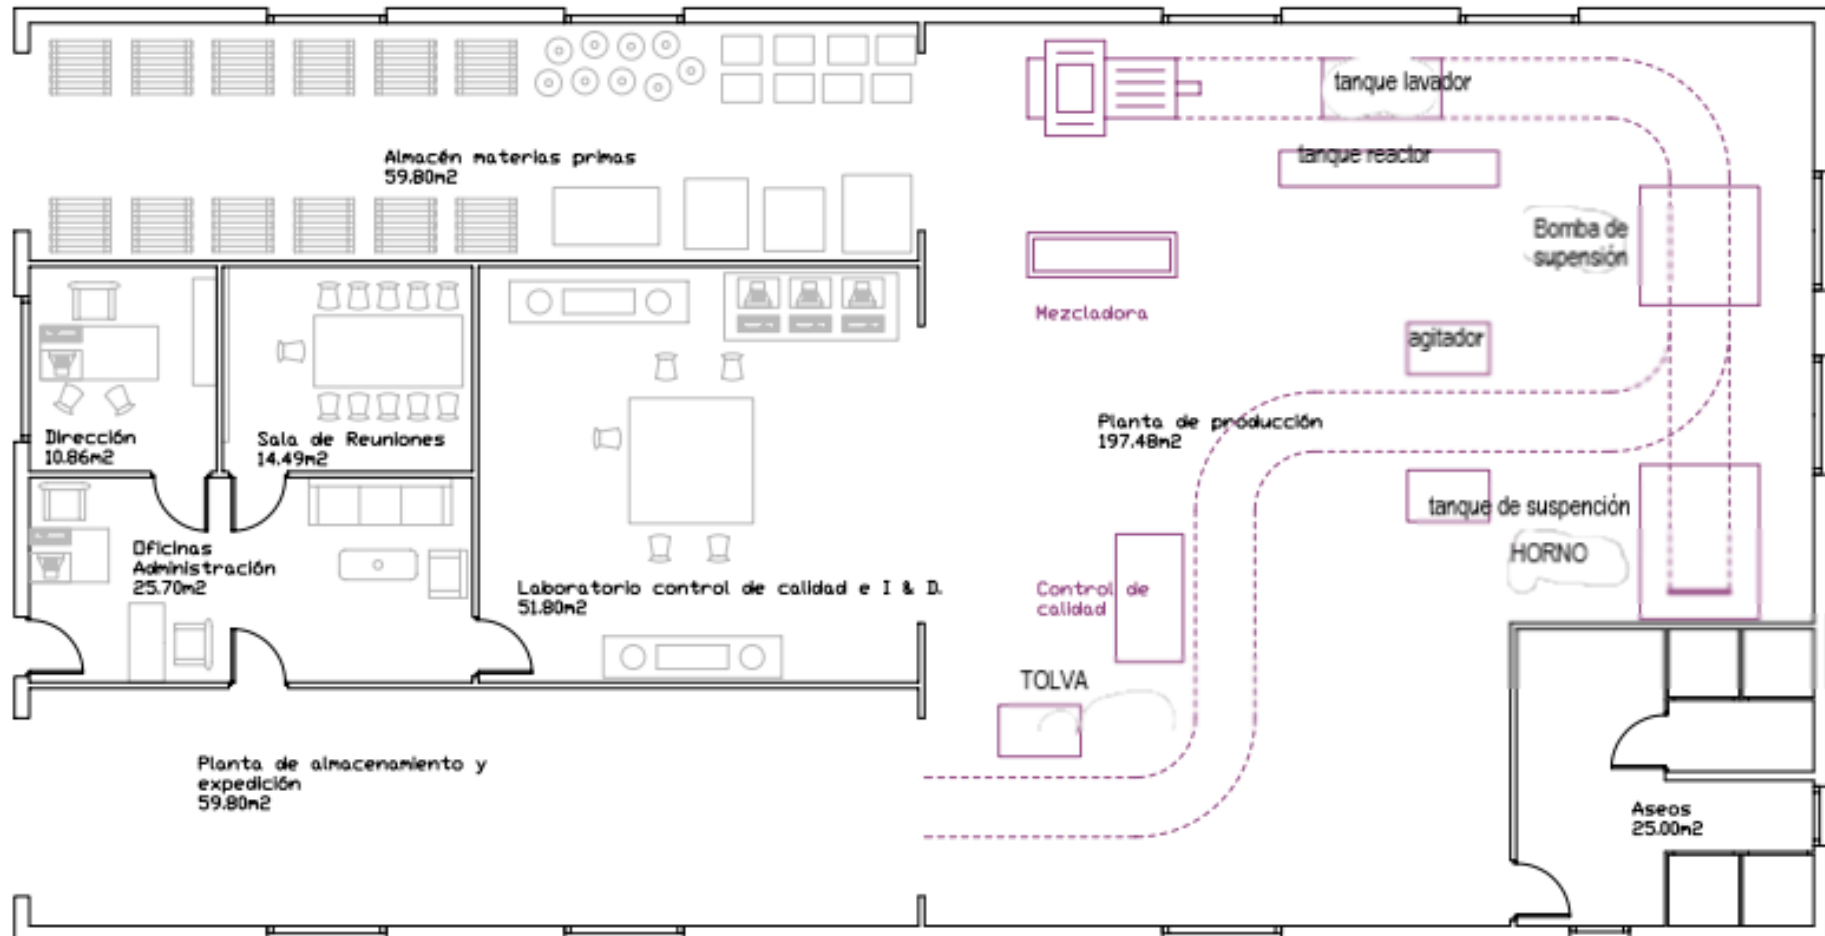 tanque lavador
Almacén materias primas
59.80m2
tanque reactor
Bomba de
supensión
Mezcladora
agitador
Planta de producción
197.48m2
Dirección
10.86m2
Sala de Reuniones
14.49m2
tanque de suspención
HORNO
Oficinas
Administración
25.70m2
Laboratorio control de calidad e I & D.
51.80m2
Control de
calidad
TOLVA
Planta de almacenamiento y
expedición
59.80m2
Aseos
25.00m2